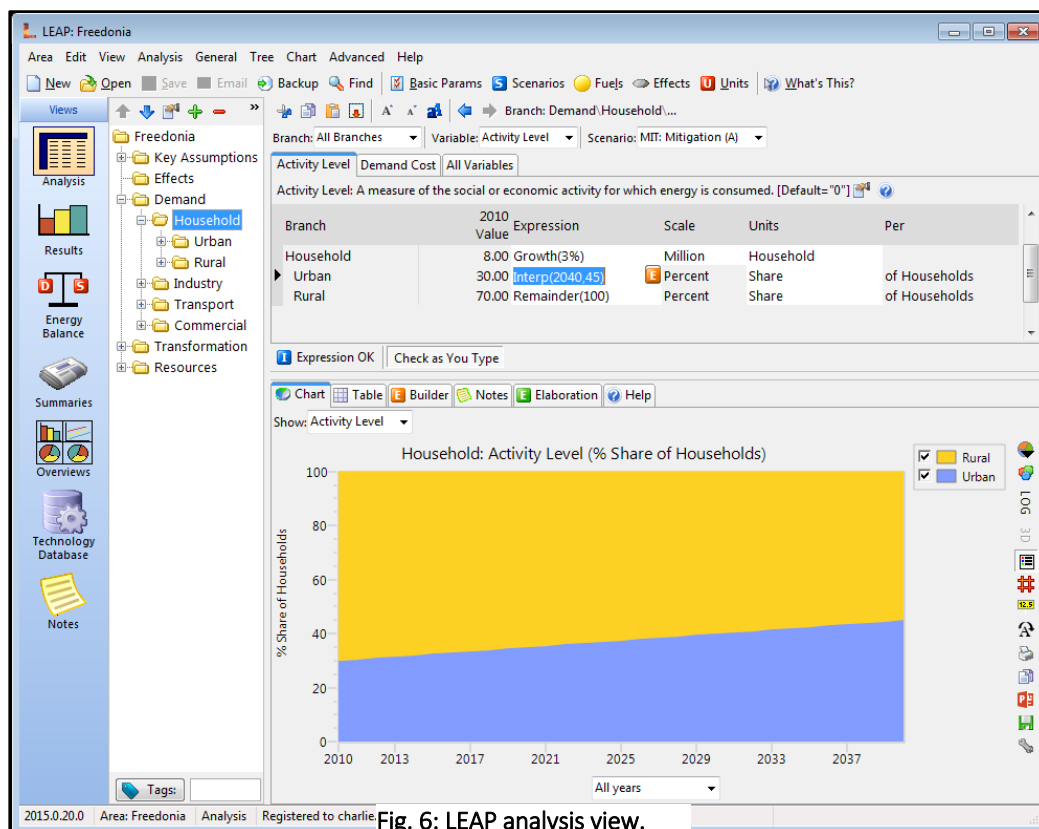 LEAP: Freedonia
Area Edit View Analysis General Tree Chart Advanced Help
New Open Save Email Backup Find Basic Params S Scenarios Fuels Effects U Units What's This?
Views
Analysis
Results
Energy
Balance
Summaries
Overviews
Technology
Database
Notes
»
Freedonia
Key Assumptions
Effects
Demand
Household
Urban
Rural
Industry
Transport
Commercial
Transformation
Resources
Tags:
Branch: Demand\Household\...
Branch: All Branches Variable: Activity Level Scenario: MIT: Mitigation (A)
Activity Level Demand Cost All Variables
Activity Level: A measure of the social or economic activity for which energy is consumed. [Default="0"]
Branch 2010 Value Expression Scale Units Per
Household 8.00 Growth(3%) Million Household
Urban 30.00 Interp(2040,45) E Percent Share of Households
Rural 70.00 Remainder(100) Percent Share of Households
I Expression OK Check as You Type
Chart Table E Builder Notes E Elaboration Help
Show: Activity Level
Household: Activity Level (% Share of Households)
Rural
Urban
% Share of Households
100
80
60
40
20
0
2010 2013 2017 2021 2025 2029 2033 2037
All years
LOG
3D
12.5
2015.0.20.0 Area: Freedonia Analysis Registered to charlie.
Fig. 6: LEAP analysis view.